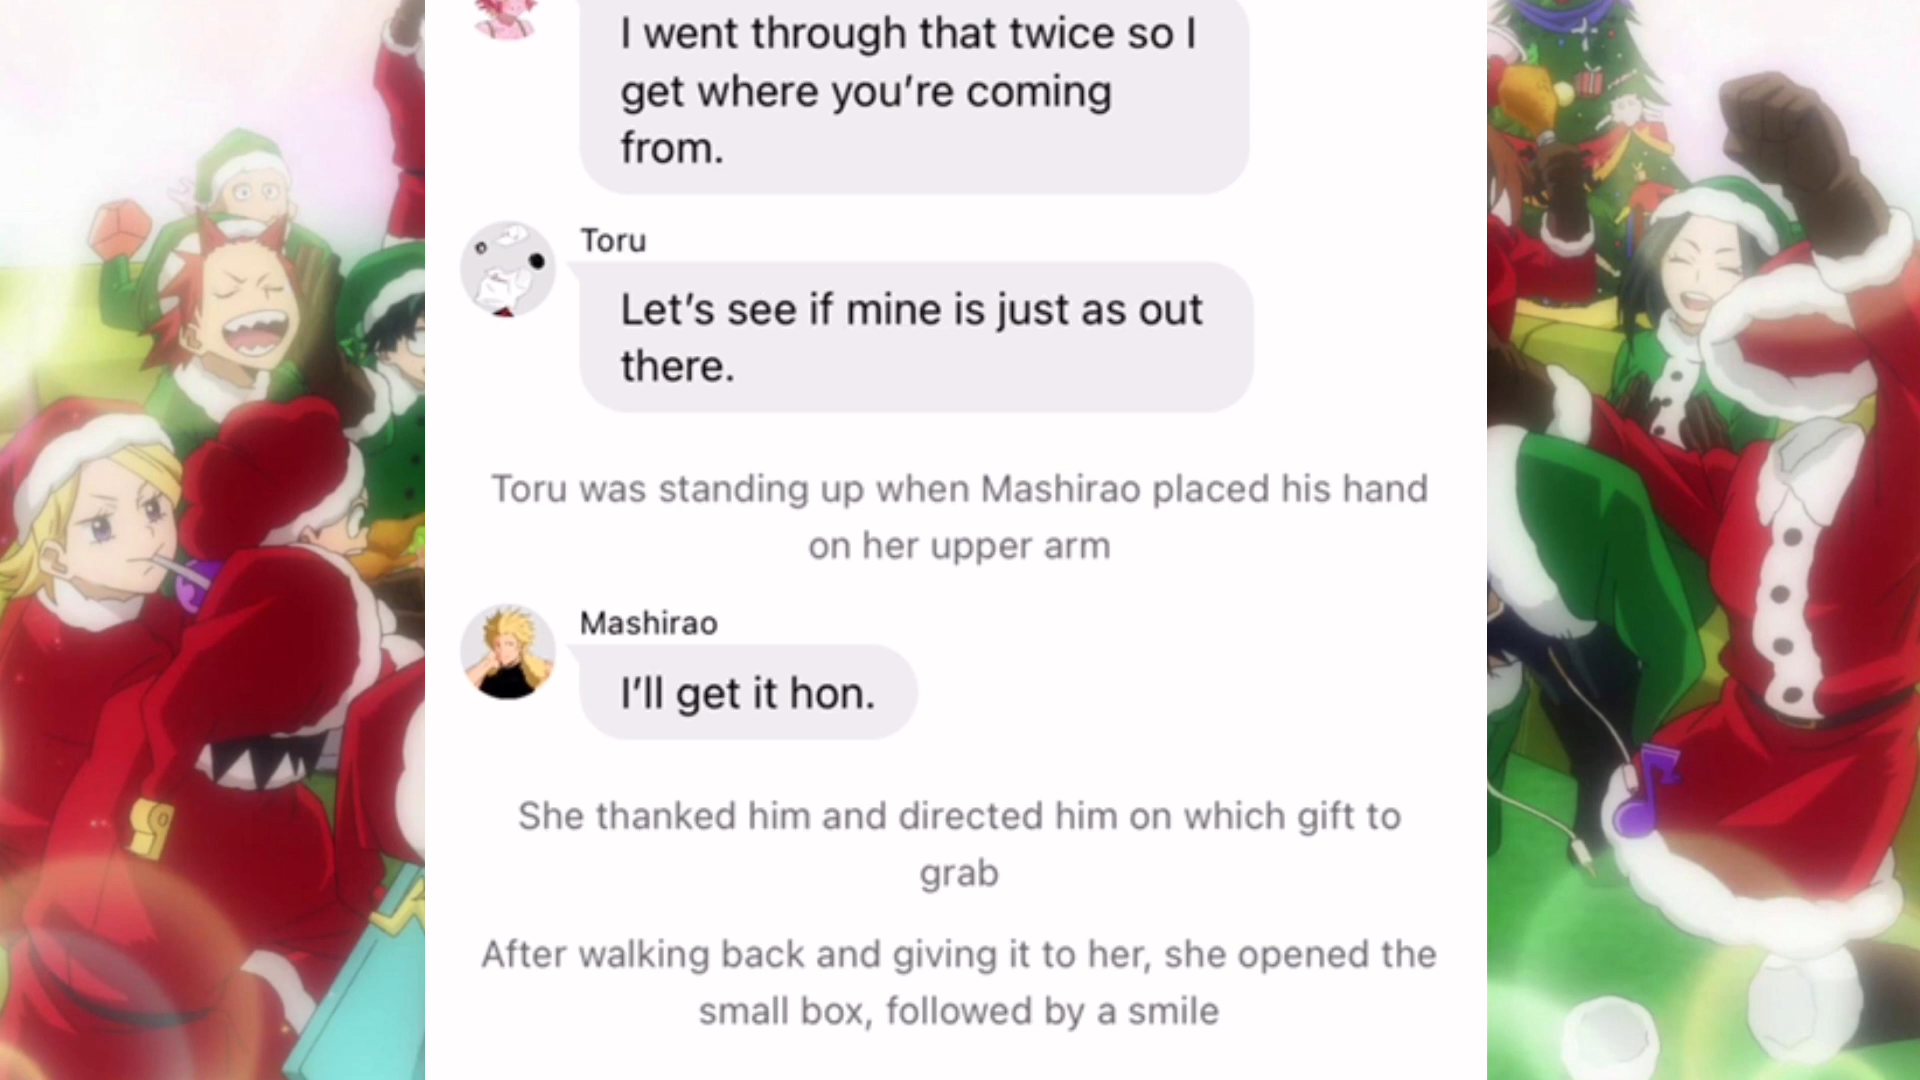 I went through that twice so I
get where you’re coming
from.
Toru
Let’s see if mine is just as out
there.
Toru was standing up when Mashirao placed his hand
on her upper arm
Mashirao
I’ll get it hon.
She thanked him and directed him on which gift to
grab
After walking back and giving it to her, she opened the
small box, followed by a smile